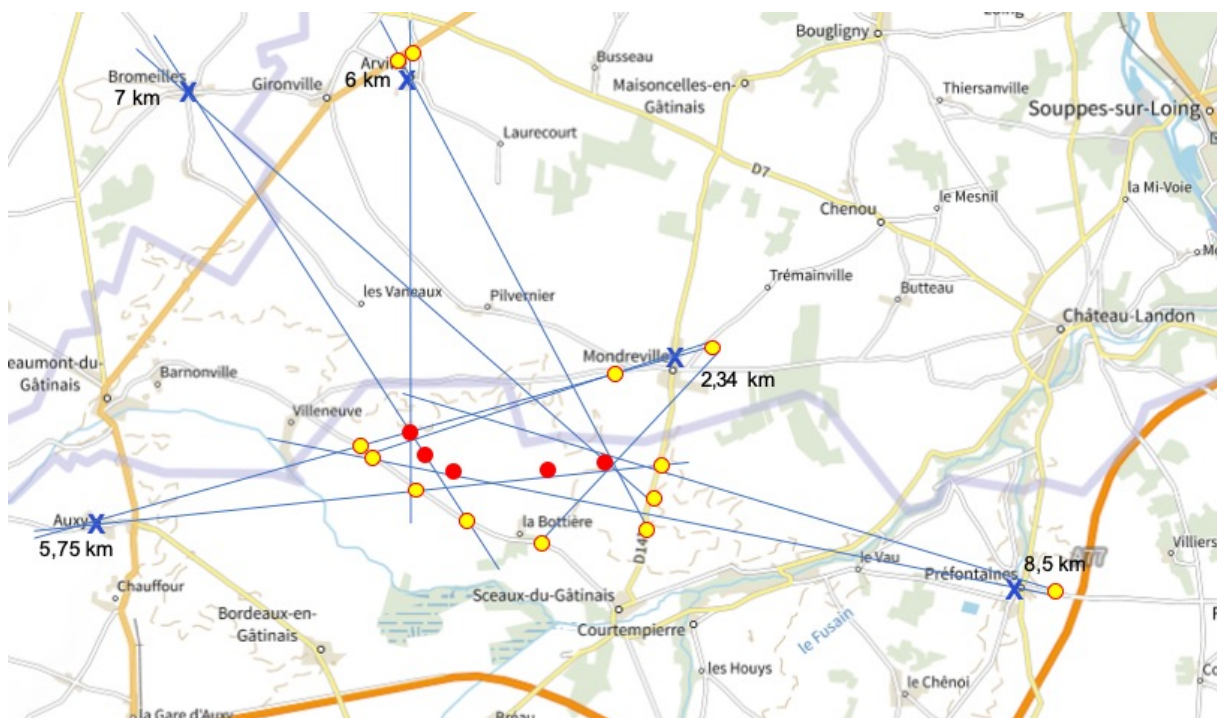 Bougligny
Busseau
Arvi
6 km
Bromeilles
7 km
Gironville
Maisoncelles-en-
Gâtinais
Thiersanville
Souppes-sur-Loing
Laurecourt
D7
la Mi-Voie
le Mesnil
Chenou
Trémainville
Butteau
les Vaneaux
Pilvernier
Château-Landon
Mondreville
2,34 km
eaumont-du-
Gâtinais
Barnonville
Villeneuve
Auxy
5,75 km
la Bottière
D14
A77
Villiers
8,5 km
le Vau
Préfontaines
Chauffour
Sceaux-du-Gâtinais
Bordeaux-en-
Gâtinais
Courtempierre
le Fusain
les Houys
le Chênoi
la Gare d'Auxy
Bréau